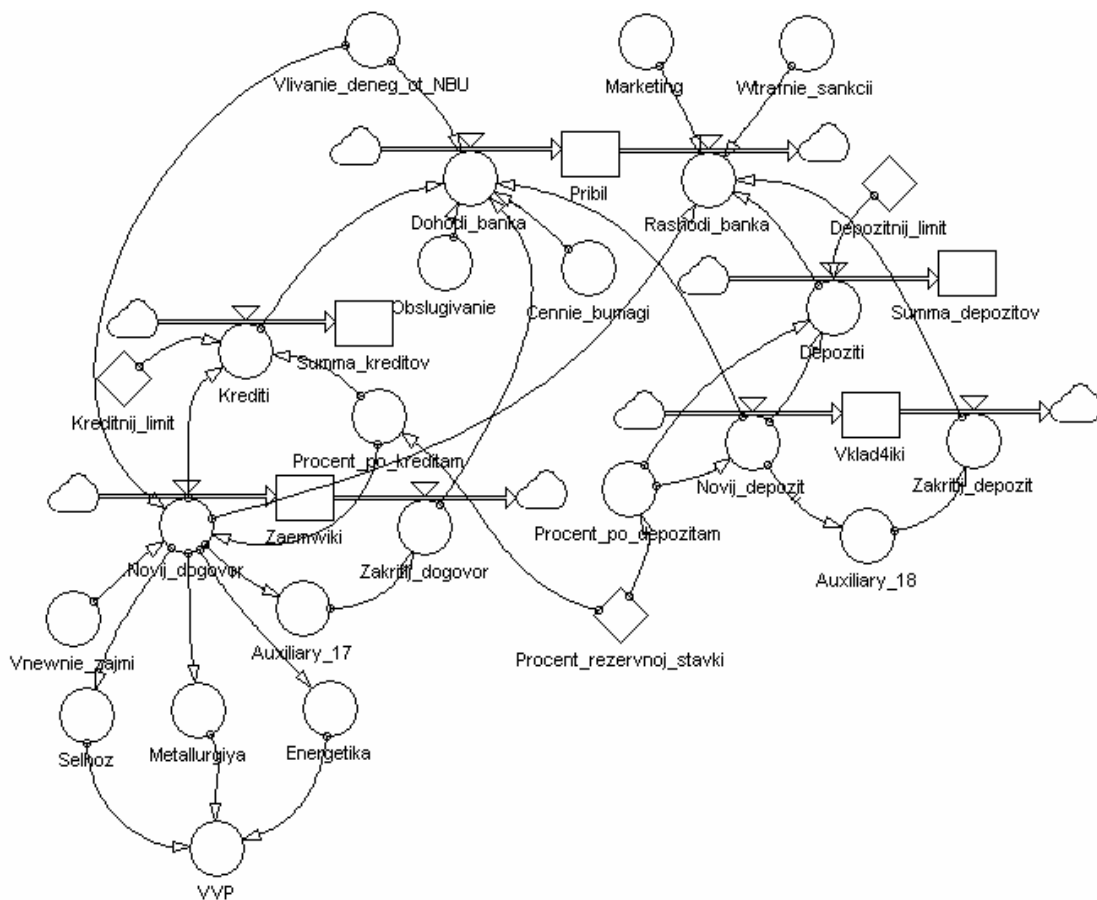 Vlivanie_deneg_ot_NBU
Marketing
Wtrafnie_sankcii
Pribil
Dohodi_banka
Rashodi_banka
Depozitnij_limit
Obslugivanie
Cennie_bumagi
Summa_depozitov
Summa_kreditov
Depoziti
Krediti
Kreditnij_limit
Procent_po_kreditam
Vklad4iki
Novij_depozit
Zakritij_depozit
Zaemwiki
Procent_po_depozitam
Novij_dogovor
Zakritij_dogovor
Auxiliary_18
Vnewnie_zajmi
Auxiliary_17
Procent_rezervnoj_stavki
Selhoz
Metallurgiya
Energetika
VVP